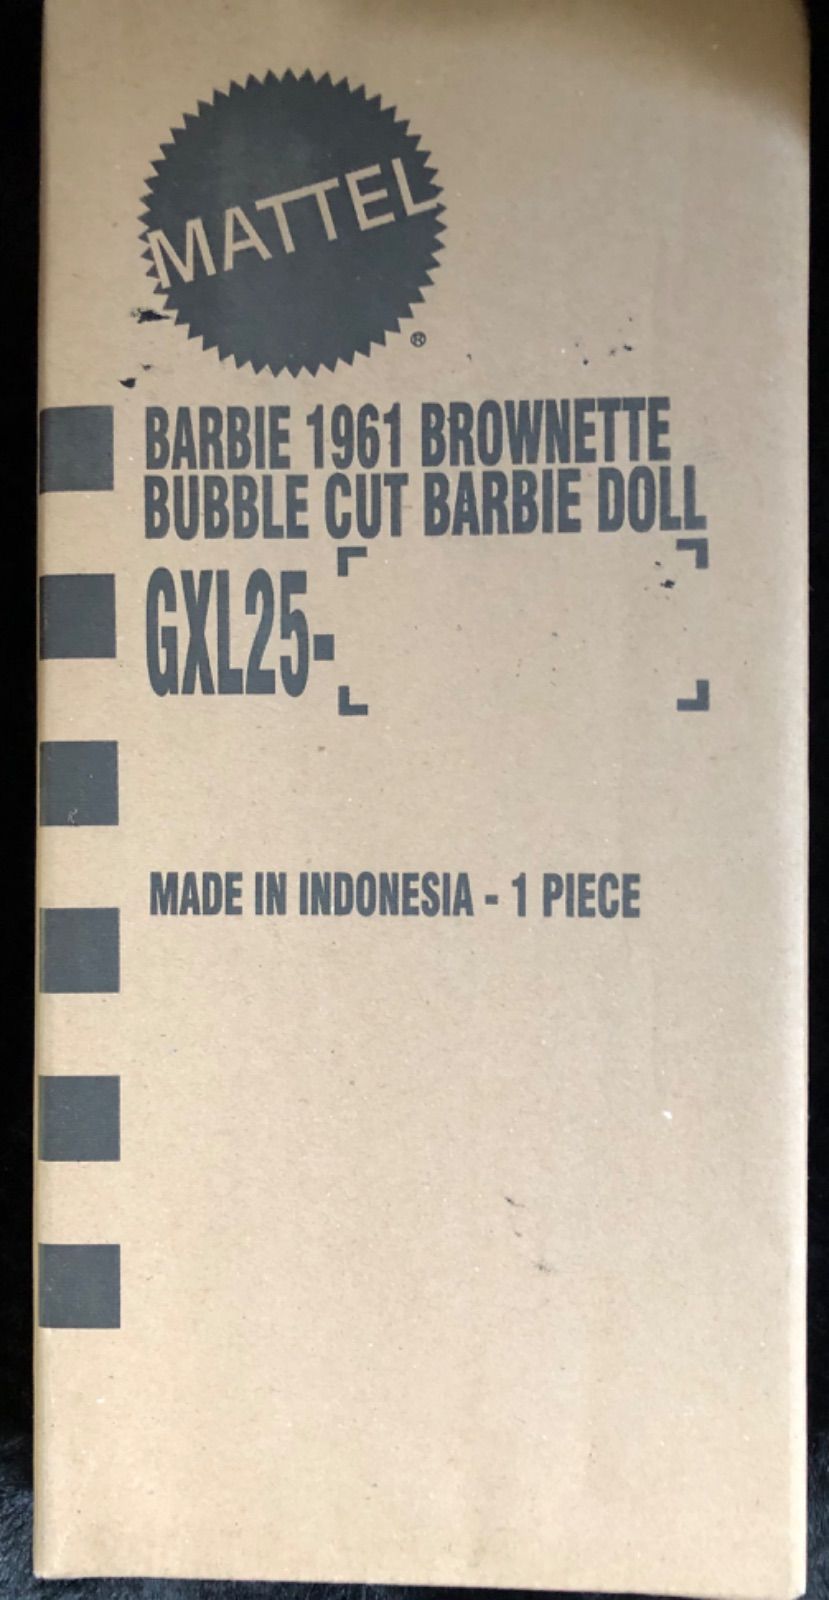 MATTEL
®
BARBIE 1961 BROWNETTE
BUBBLE CUT BARBIE DOLL
GXL25-
MADE IN INDONESIA - 1 PIECE